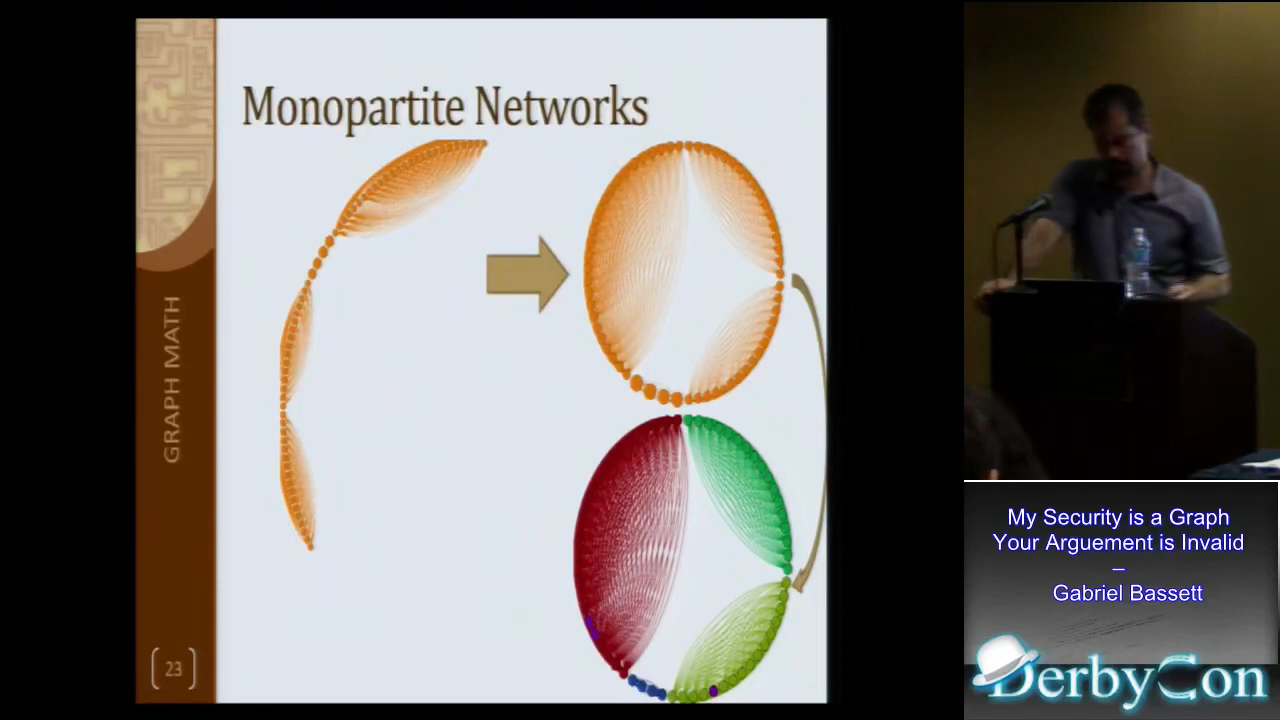 Monopartite Networks
GRAPH MATH
[23]
My Security is a Graph
Your Arguement is Invalid
–
Gabriel Bassett
DerbyCon